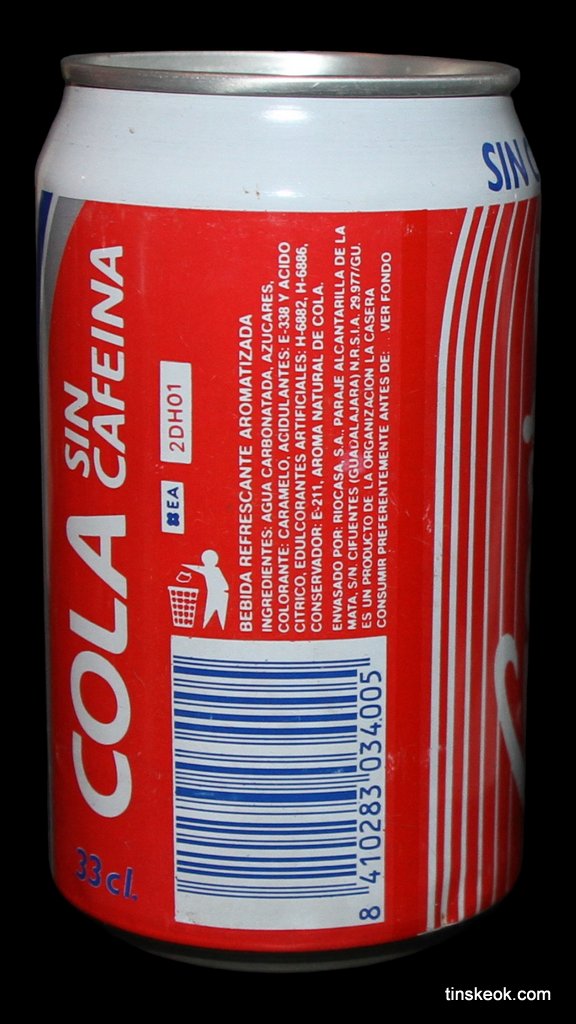 SIN
COLA SIN
CAFEINA
33 cl.
2DH01
EA
BEBIDA REFRESCANTE AROMATIZADA
INGREDIENTES: AGUA CARBONATADA, AZUCARES,
COLORANTE: CARAMELO, ACIDULANTES: E-338 Y ACIDO
CITRICO, EDULCORANTES ARTIFICIALES: H-6882, H-6886,
CONSERVADOR: E-211, AROMA NATURAL DE COLA.
ENVASADO POR: RIOCASA, S.A., PARAJE ALCANTARILLA DE LA
MATA, S/N. CIFUENTES (GUADALAJARA) N.R.S.I.A. 29.977/GU.
ES UN PRODUCTO DE LA ORGANIZACION LA CASERA
CONSUMIR PREFERENTEMENTE ANTES DE: VER FONDO
8 410283 034005
tinskeok.com